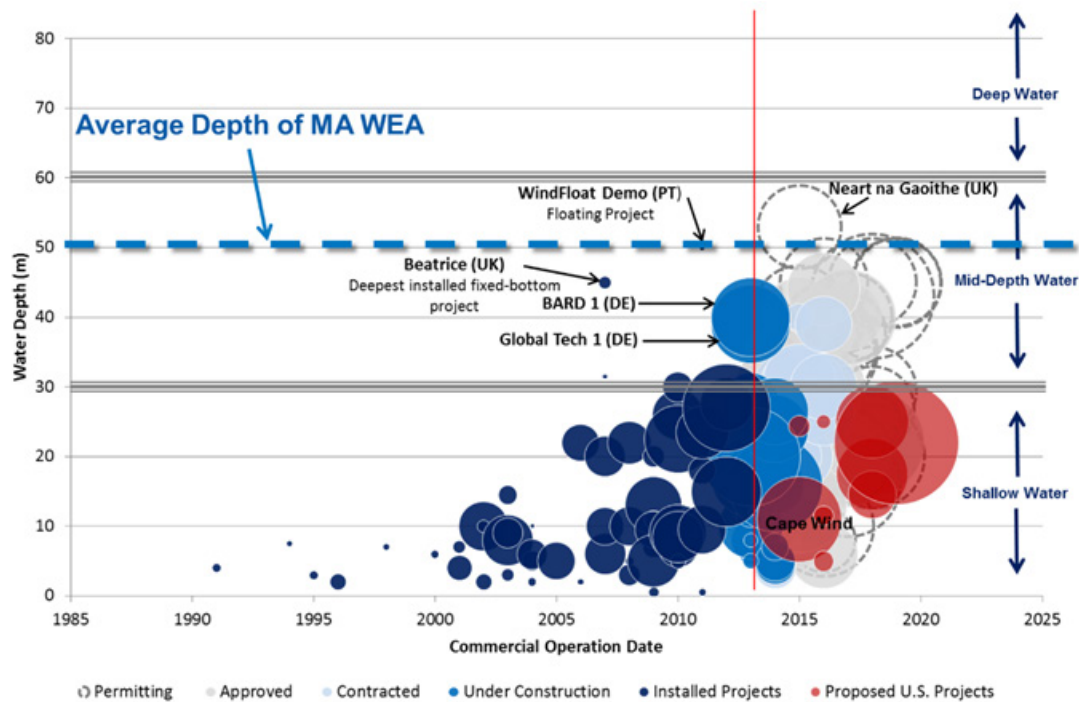 80
70
60
50
40
30
20
10
0
Water Depth (m)
Average Depth of MA WEA
WindFloat Demo (PT)
Floating Project
Neart na Gaoithe (UK)
Beatrice (UK)
Deepest installed fixed-bottom
project
BARD 1 (DE)
Global Tech 1 (DE)
Cape Wind
Deep Water
Mid-Depth Water
Shallow Water
1985 1990 1995 2000 2005 2010 2015 2020 2025
Commercial Operation Date
Permitting Approved Contracted Under Construction Installed Projects Proposed U.S. Projects